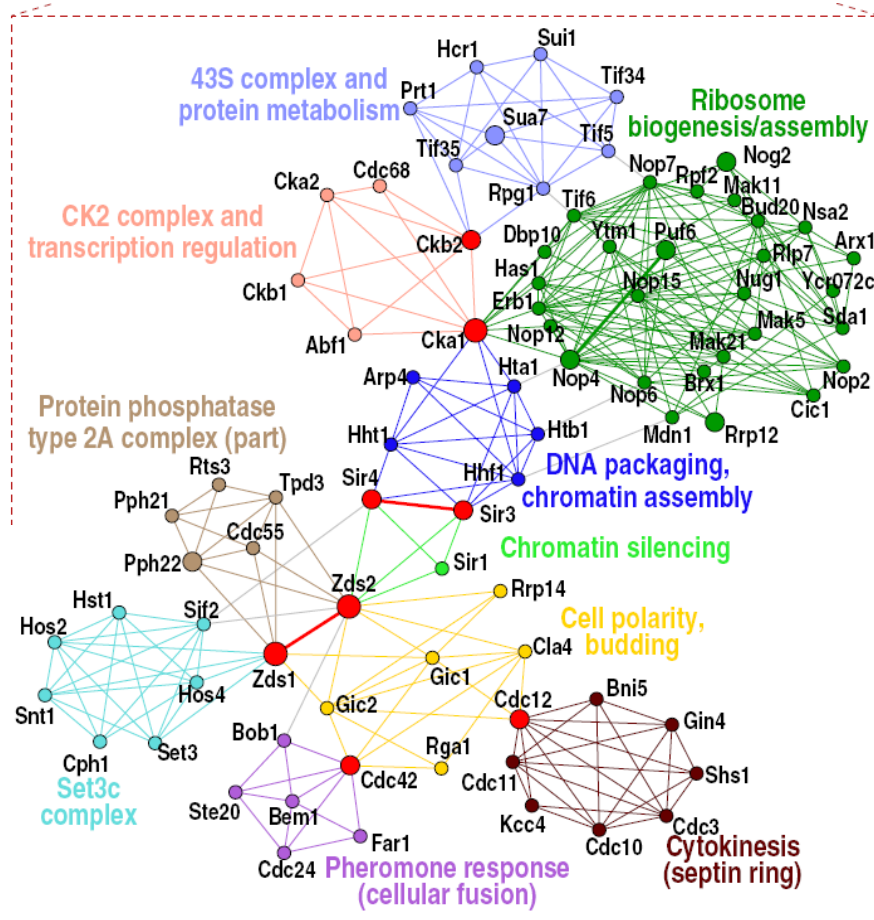 Sui1
Hcr1
43S complex and
protein metabolism
Prt1
Tif34
Sua7
Tif35
Tif5
Rpg1
Ribosome
biogenesis/assembly
Nog2
Nop7
Rpf2
Mak11
Bud20
Nsa2
Tif6
Cdc68
Cka2
CK2 complex and
transcription regulation
Ckb2
Ckb1
Abf1
Cka1
Dbp10
Ytm1
Puf6
Arx1
Rlp7
Has1
Nop15
Nug1
Ycr072c
Erb1
Sda1
Nop12
Mak5
Mak21
Nop4
Nop6
Brx1
Nop2
Cic1
Mdn1
Rrp12
Arp4
Hta1
Hht1
Htb1
Hhf1
DNA packaging,
chromatin assembly
Protein phosphatase
type 2A complex (part)
Rts3
Tpd3
Pph21
Cdc55
Pph22
Sir4
Sir3
Chromatin silencing
Sir1
Zds2
Rrp14
Cell polarity,
budding
Hst1
Sif2
Hos2
Cla4
Zds1
Gic1
Hos4
Snt1
Gic2
Cdc12
Bni5
Gin4
Cph1
Set3
Set3c
complex
Bob1
Rga1
Cdc42
Cdc11
Shs1
Ste20
Bem1
Kcc4
Cdc3
Far1
Cdc10
Cdc24
Pheromone response
(cellular fusion)
Cytokinesis
(septin ring)